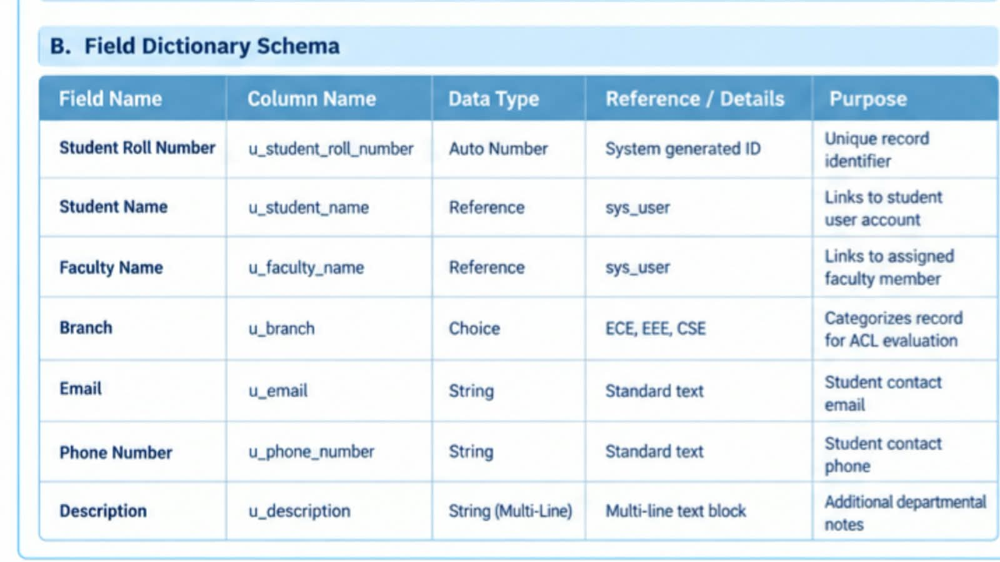 B. Field Dictionary Schema
Field Name Column Name Data Type Reference / Details Purpose
Student Roll Number u_student_roll_number Auto Number System generated ID Unique record
identifier
Student Name u_student_name Reference sys_user Links to student
user account
Faculty Name u_faculty_name Reference sys_user Links to assigned
faculty member
Branch u_branch Choice ECE, EEE, CSE Categorizes record
for ACL evaluation
Email u_email String Standard text Student contact
email
Phone Number u_phone_number String Standard text Student contact
phone
Description u_description String (Multi-Line) Multi-line text block Additional departmental
notes